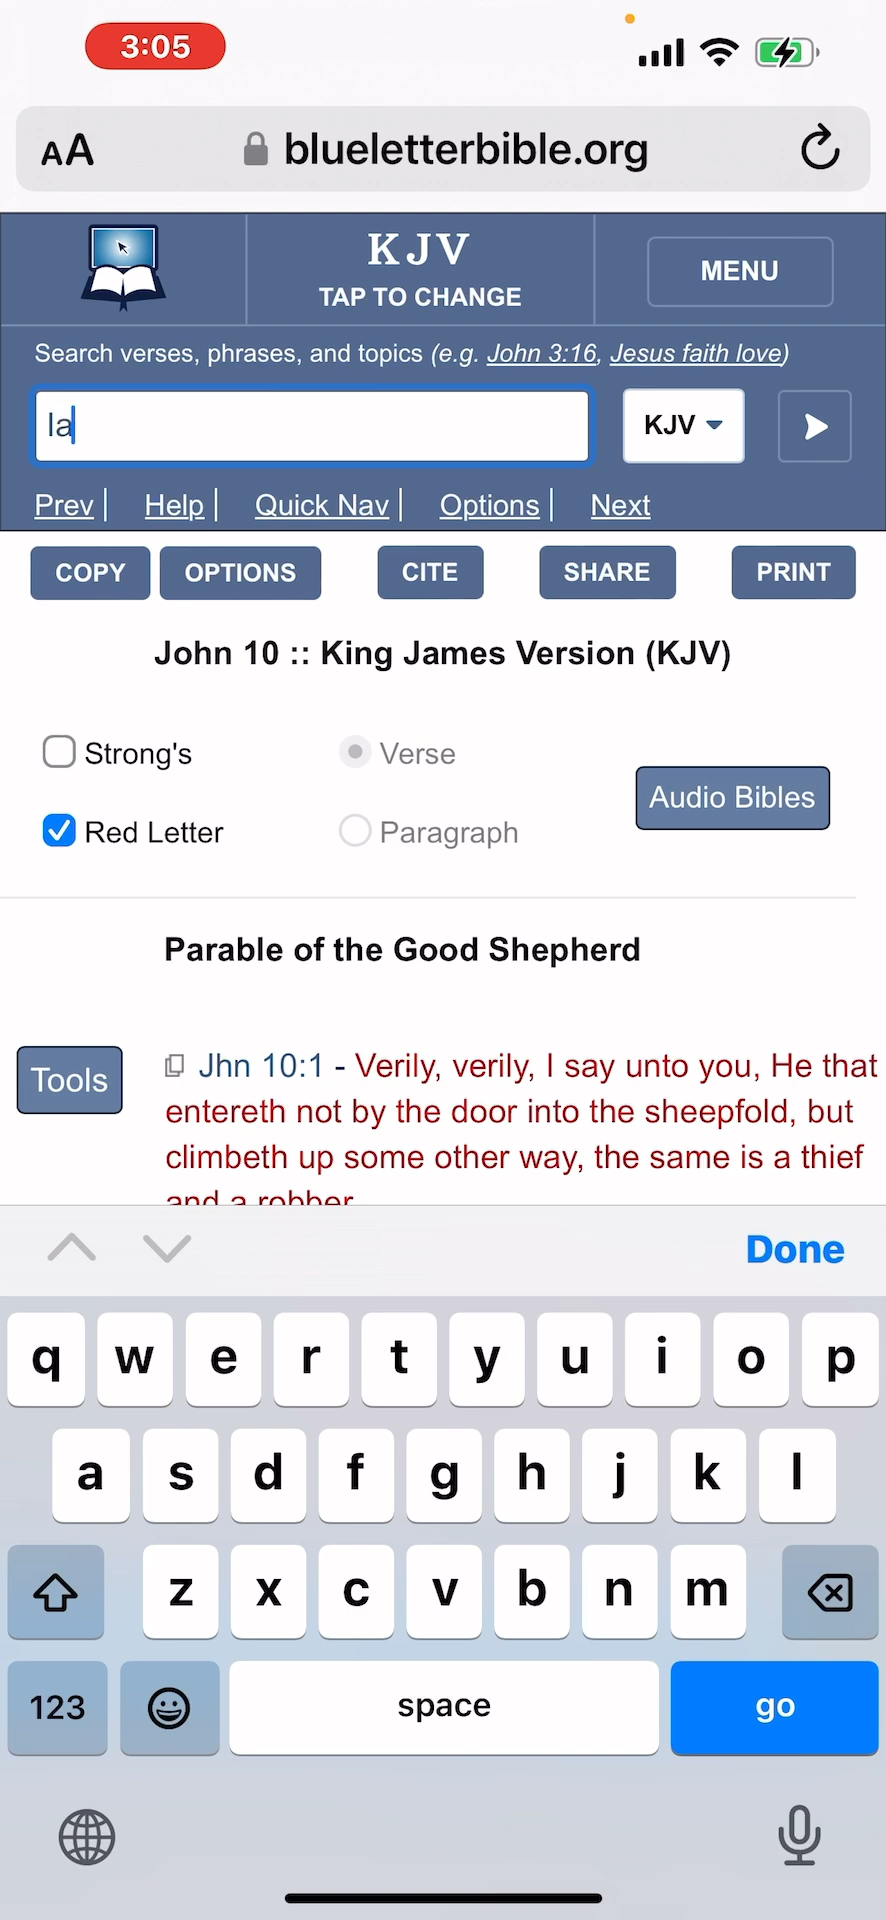 3:05
AA blueletterbible.org
KJV
TAP TO CHANGE
MENU
Search verses, phrases, and topics (e.g. John 3:16, Jesus faith love)
la
KJV
Prev | Help | Quick Nav | Options | Next
COPY OPTIONS CITE SHARE PRINT
John 10 :: King James Version (KJV)
Strong's Verse
Audio Bibles
Red Letter Paragraph
Parable of the Good Shepherd
Tools
Jhn 10:1 - Verily, verily, I say unto you, He that
entereth not by the door into the sheepfold, but
climbeth up some other way, the same is a thief
and a robber
Done
q w e r t y u i o p
a s d f g h j k l
z x c v b n m
123 space go